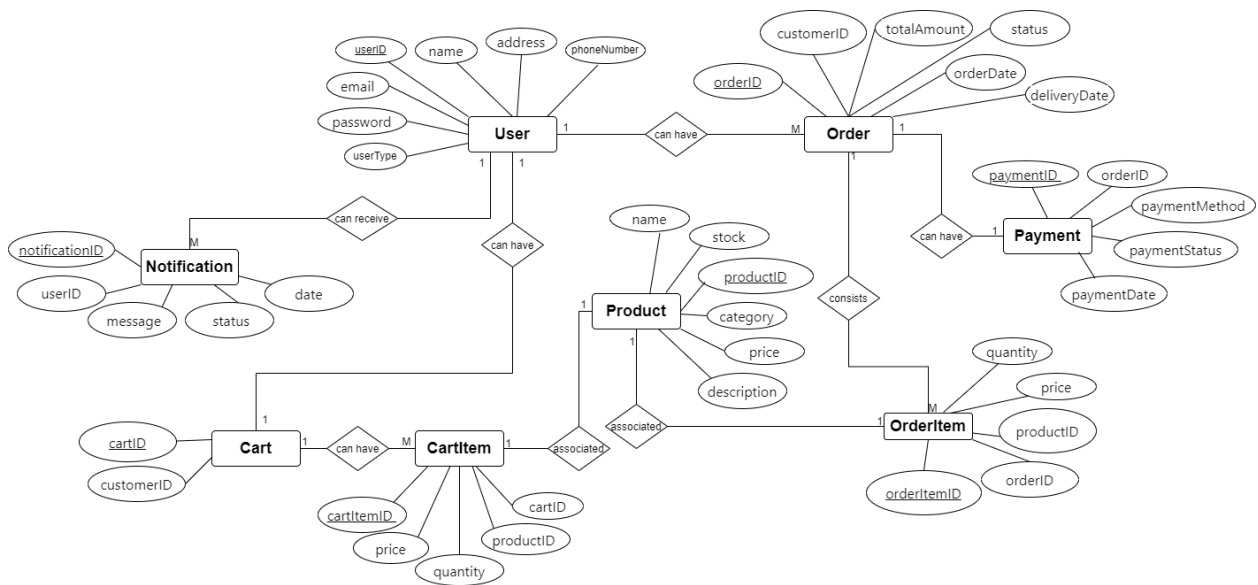 userID
name
address
phoneNumber
email
password
userType
User
customerID
totalAmount
status
orderID
orderDate
deliveryDate
Order
1
can have
M
1
1
1
1
can have
1
paymentID
orderID
paymentMethod
paymentStatus
paymentDate
Payment
can receive
M
can have
notificationID
userID
message
status
date
Notification
name
stock
productID
category
price
description
Product
1
1
consists
M
quantity
price
productID
orderID
orderItemID
OrderItem
1
associated
associated
1
cartID
customerID
Cart
1
can have
M
CartItem
1
cartItemID
price
quantity
productID
cartID